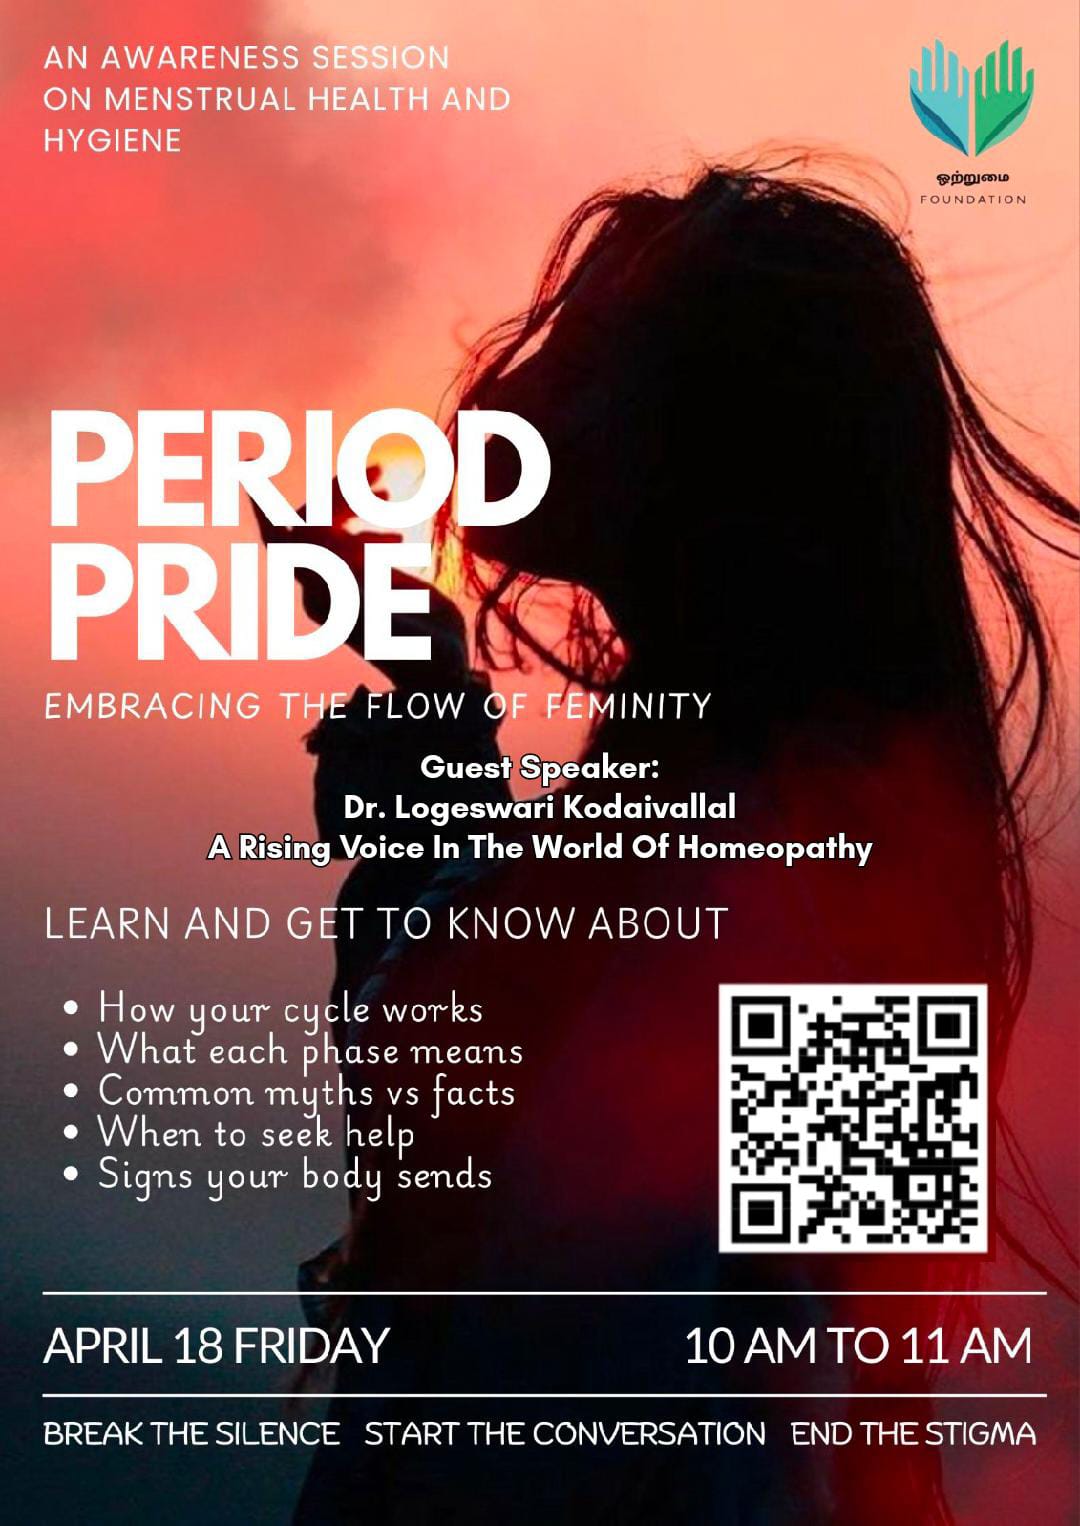 AN AWARENESS SESSION
ON MENSTRUAL HEALTH AND
HYGIENE
ஒற்றுமை
FOUNDATION
PERIOD
PRIDE
EMBRACING THE FLOW OF FEMINITY
Guest Speaker:
Dr. Logeswari Kodaivallal
A Rising Voice In The World Of Homeopathy
LEARN AND GET TO KNOW ABOUT
• How your cycle works
• What each phase means
• Common myths vs facts
• When to seek help
• Signs your body sends
APRIL 18 FRIDAY 10 AM TO 11 AM
BREAK THE SILENCE START THE CONVERSATION END THE STIGMA